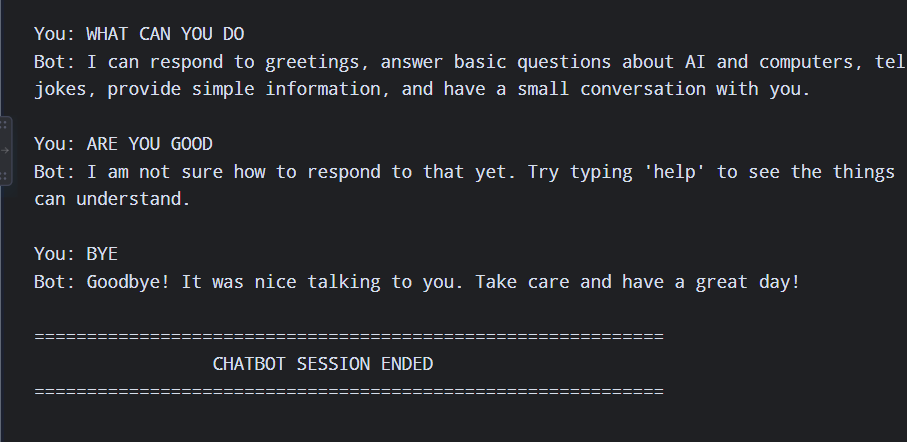 You: WHAT CAN YOU DO
Bot: I can respond to greetings, answer basic questions about AI and computers, tel
jokes, provide simple information, and have a small conversation with you.
You: ARE YOU GOOD
Bot: I am not sure how to respond to that yet. Try typing 'help' to see the things
can understand.
You: BYE
Bot: Goodbye! It was nice talking to you. Take care and have a great day!
============================================================
CHATBOT SESSION ENDED
============================================================